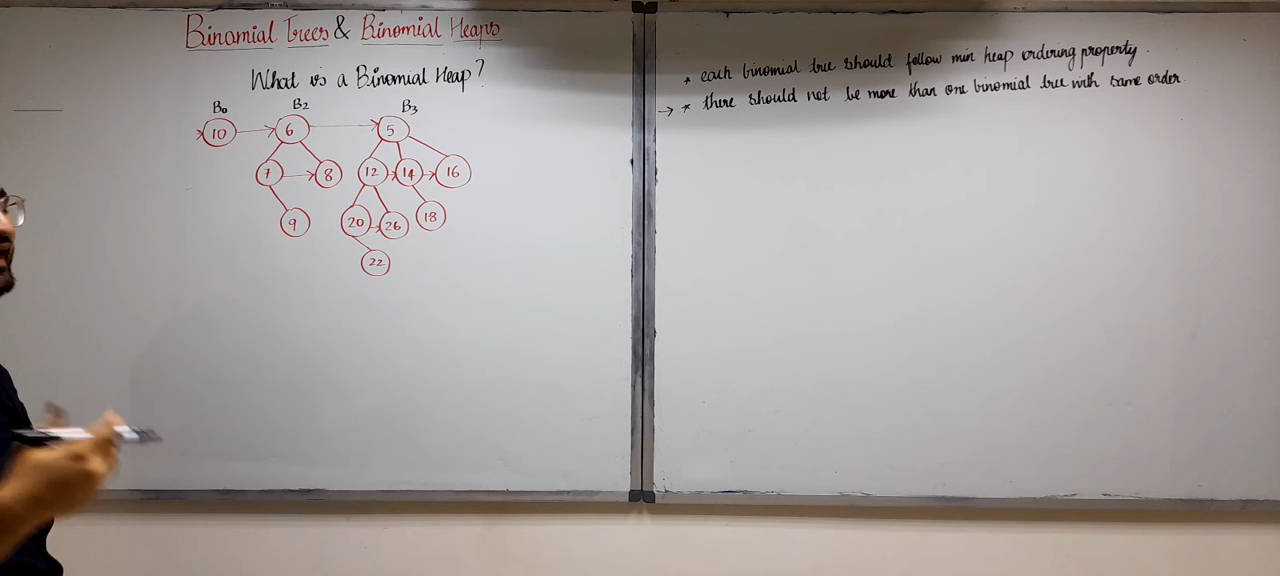 Binomial Trees & Binomial Heaps
What is a Binomial Heap?
B0 B2 B3
10 6 5
7 8 12 14 16
9 20 26 18
22
* each binomial tree should follow min heap ordering property.
→ * there should not be more than one binomial tree with same order.